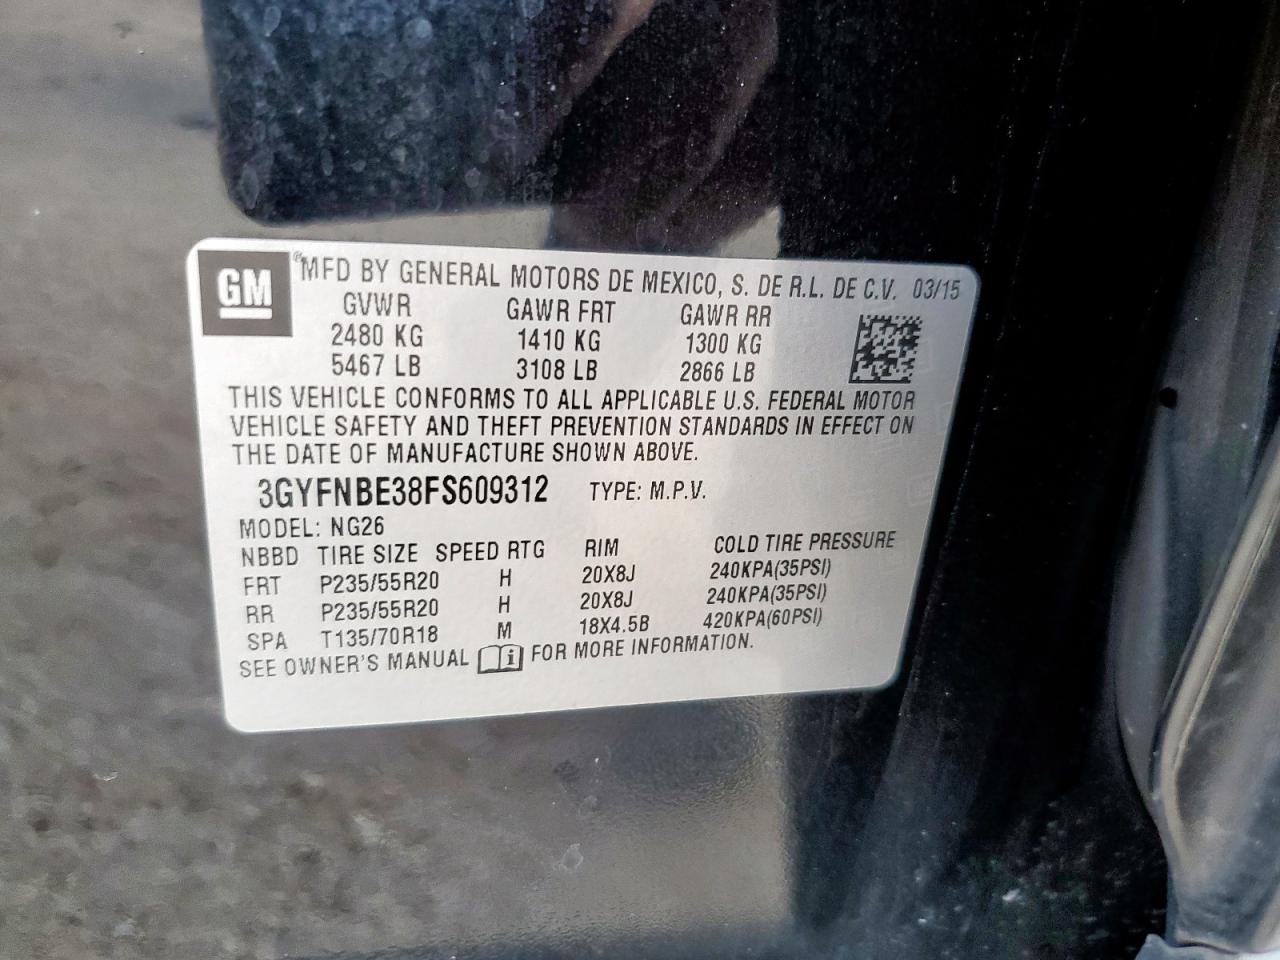 GM ® MFD BY GENERAL MOTORS DE MEXICO, S. DE R.L. DE C.V. 03/15
GVWR GAWR FRT GAWR RR
2480 KG 1410 KG 1300 KG
5467 LB 3108 LB 2866 LB
THIS VEHICLE CONFORMS TO ALL APPLICABLE U.S. FEDERAL MOTOR
VEHICLE SAFETY AND THEFT PREVENTION STANDARDS IN EFFECT ON
THE DATE OF MANUFACTURE SHOWN ABOVE.
3GYFNBE38FS609312 TYPE: M.P.V.
MODEL: NG26
NBBD TIRE SIZE SPEED RTG RIM COLD TIRE PRESSURE
FRT P235/55R20 H 20X8J 240KPA(35PSI)
RR P235/55R20 H 20X8J 240KPA(35PSI)
SPA T135/70R18 M 18X4.5B 420KPA(60PSI)
SEE OWNER'S MANUAL i FOR MORE INFORMATION.